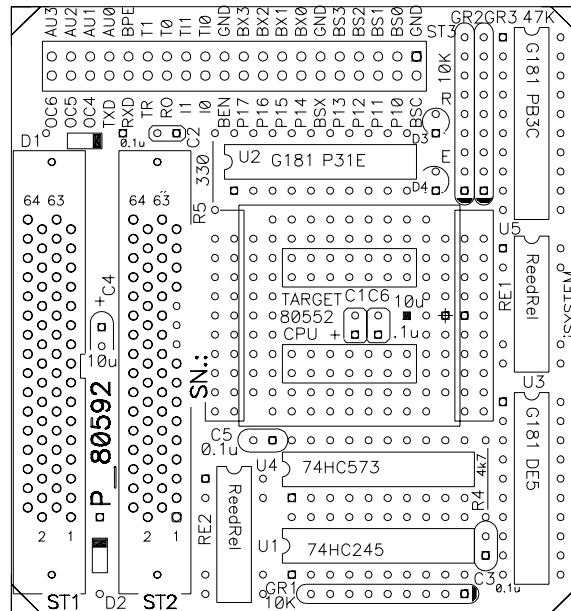 AU3 AU2 AU1 AU0 BPE T1 T0 TI1 TI0 GND BX3 BX2 BX1 BX0 GND BS3 BS2 BS1 BS0 GND
ST3
GR2 GR3 47K
10K
OC6 OC5 OC4 TXD RXD TR RO I1 I0 BEN P17 P16 P15 P14 BSX P13 P12 P11 P10 BSC
R
D3
E
D4
G181 PB3C
D1
0.1u
C2
U2 G181 P31E
330
R5
64 63
64 63
U5
RE1
ReedRel
C4
+
10u
TARGET
80552
CPU +
C1 C6
10u
.1u
SN.:
P_80592
U3
G181 DE5
C5
0.1u
U4 74HC573
4k7
R4
RE2
ReedRel
U1 74HC245
C3
0.1u
2 1
2 1
GR1
10K
ST1
D2
ST2